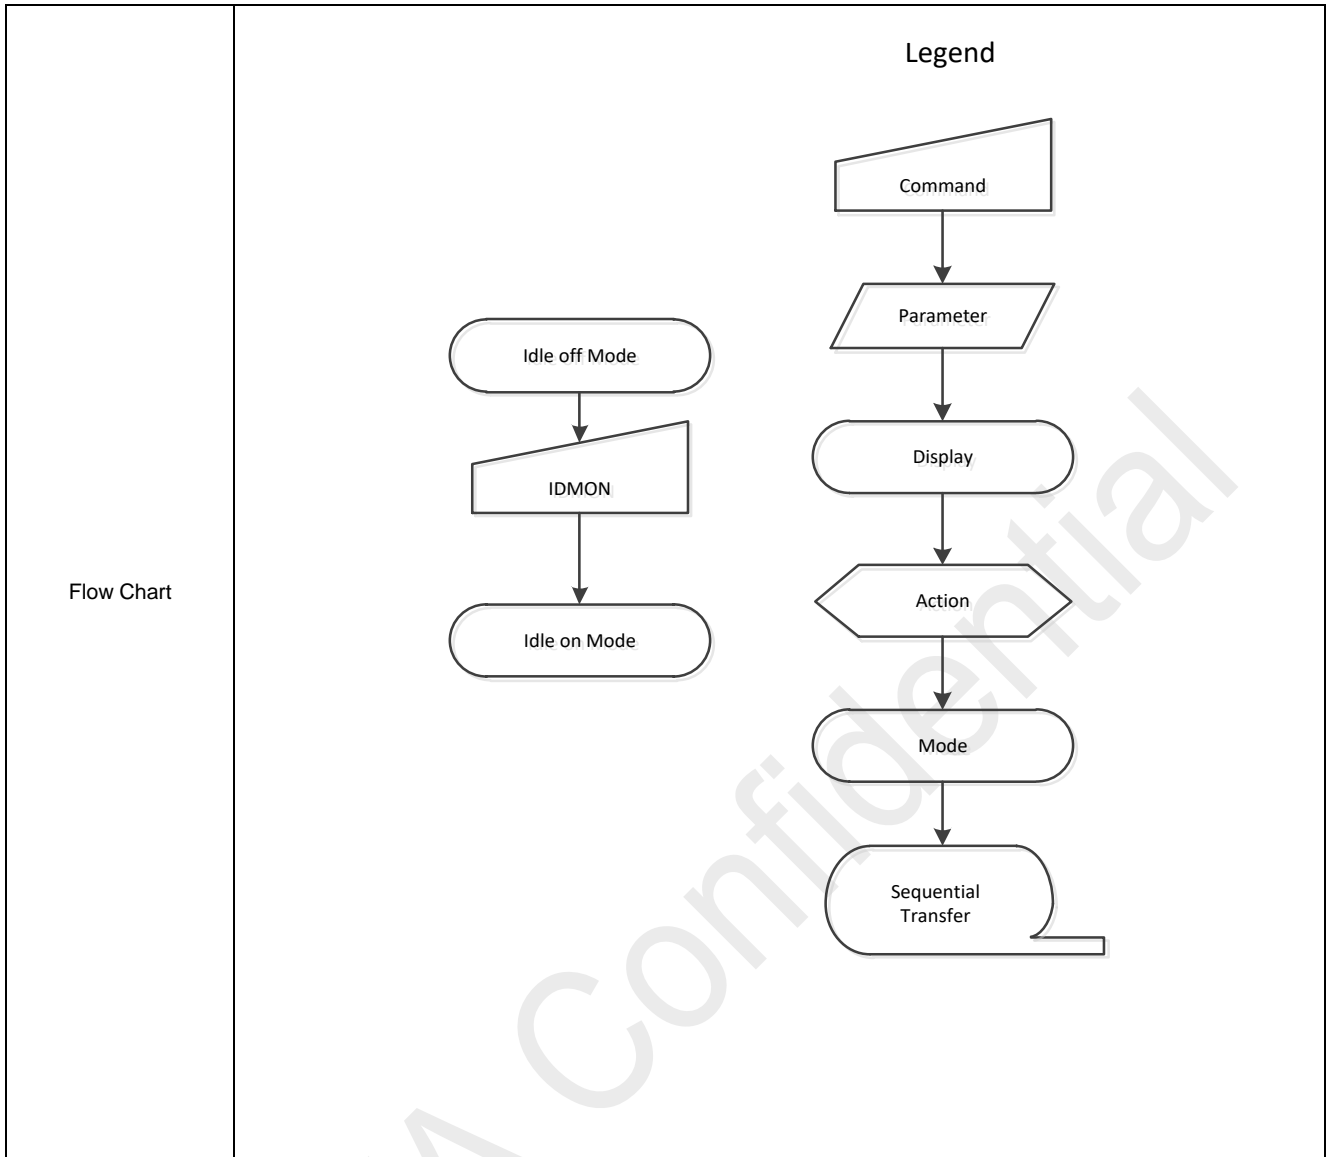 Flow Chart
Legend
Command
Parameter
Display
Action
Mode
Sequential
Transfer
Idle off Mode
IDMON
Idle on Mode
A Confidential